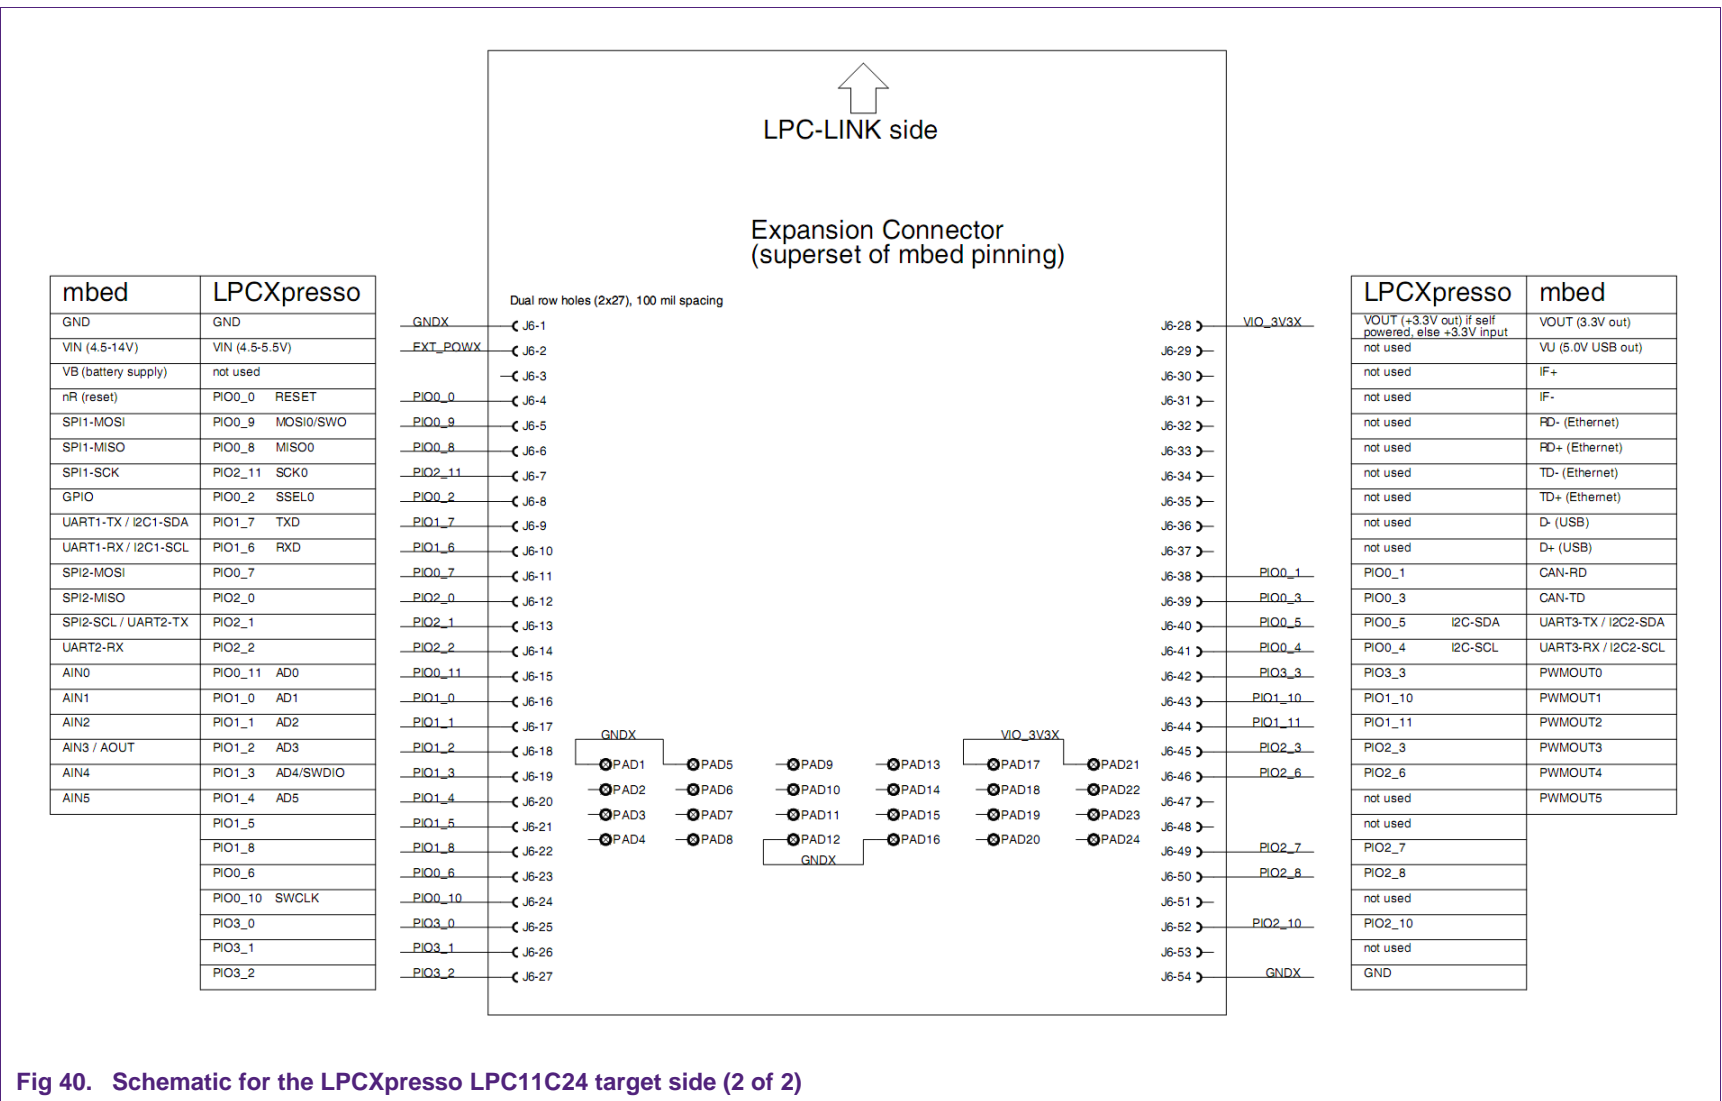 LPC-LINK side
Expansion Connector
(superset of mbed pinning)
Dual row holes (2x27), 100 mil spacing
mbed LPCXpresso
GND GND GNDX J6-1
VIN (4.5-14V) VIN (4.5-5.5V) EXT_POWX J6-2
VB (battery supply) not used J6-3
nR (reset) PIO0_0 RESET PIO0_0 J6-4
SPI1-MOSI PIO0_9 MOSI0/SWO PIO0_9 J6-5
SPI1-MISO PIO0_8 MISO0 PIO0_8 J6-6
SPI1-SCK PIO2_11 SCK0 PIO2_11 J6-7
GPIO PIO0_2 SSEL0 PIO0_2 J6-8
UART1-TX / I2C1-SDA PIO1_7 TXD PIO1_7 J6-9
UART1-RX / I2C1-SCL PIO1_6 RXD PIO1_6 J6-10
SPI2-MOSI PIO0_7 PIO0_7 J6-11
SPI2-MISO PIO2_0 PIO2_0 J6-12
SPI2-SCL / UART2-TX PIO2_1 PIO2_1 J6-13
UART2-RX PIO2_2 PIO2_2 J6-14
AIN0 PIO0_11 AD0 PIO0_11 J6-15
AIN1 PIO1_0 AD1 PIO1_0 J6-16
AIN2 PIO1_1 AD2 PIO1_1 J6-17
AIN3 / AOUT PIO1_2 AD3 PIO1_2 J6-18
AIN4 PIO1_3 AD4/SWDIO PIO1_3 J6-19
AIN5 PIO1_4 AD5 PIO1_4 J6-20
PIO1_5 PIO1_5 J6-21
PIO1_8 PIO1_8 J6-22
PIO0_6 PIO0_6 J6-23
PIO0_10 SWCLK PIO0_10 J6-24
PIO3_0 PIO3_0 J6-25
PIO3_1 PIO3_1 J6-26
PIO3_2 PIO3_2 J6-27
GNDX VIO_3V3X
PAD1 PAD5 PAD9 PAD13 PAD17 PAD21
PAD2 PAD6 PAD10 PAD14 PAD18 PAD22
PAD3 PAD7 PAD11 PAD15 PAD19 PAD23
PAD4 PAD8 PAD12 PAD16 PAD20 PAD24
GNDX
LPCXpresso mbed
J6-28 VIO_3V3X VOUT (+3.3V out) if self VOUT (3.3V out)
powered, else +3.3V input
J6-29 not used VU (5.0V USB out)
J6-30 not used IF+
J6-31 not used IF-
J6-32 not used RD- (Ethernet)
J6-33 not used RD+ (Ethernet)
J6-34 not used TD- (Ethernet)
J6-35 not used TD+ (Ethernet)
J6-36 not used D- (USB)
J6-37 not used D+ (USB)
J6-38 PIO0_1 PIO0_1 CAN-RD
J6-39 PIO0_3 PIO0_3 CAN-TD
J6-40 PIO0_5 PIO0_5 I2C-SDA UART3-TX / I2C2-SDA
J6-41 PIO0_4 PIO0_4 I2C-SCL UART3-RX / I2C2-SCL
J6-42 PIO3_3 PIO3_3 PWMOUT0
J6-43 PIO1_10 PIO1_10 PWMOUT1
J6-44 PIO1_11 PIO1_11 PWMOUT2
J6-45 PIO2_3 PIO2_3 PWMOUT3
J6-46 PIO2_6 PIO2_6 PWMOUT4
J6-47 not used PWMOUT5
J6-48 not used
J6-49 PIO2_7 PIO2_7
J6-50 PIO2_8 PIO2_8
J6-51 not used
J6-52 PIO2_10 PIO2_10
J6-53 not used
J6-54 GNDX GND
Fig 40. Schematic for the LPCXpresso LPC11C24 target side (2 of 2)